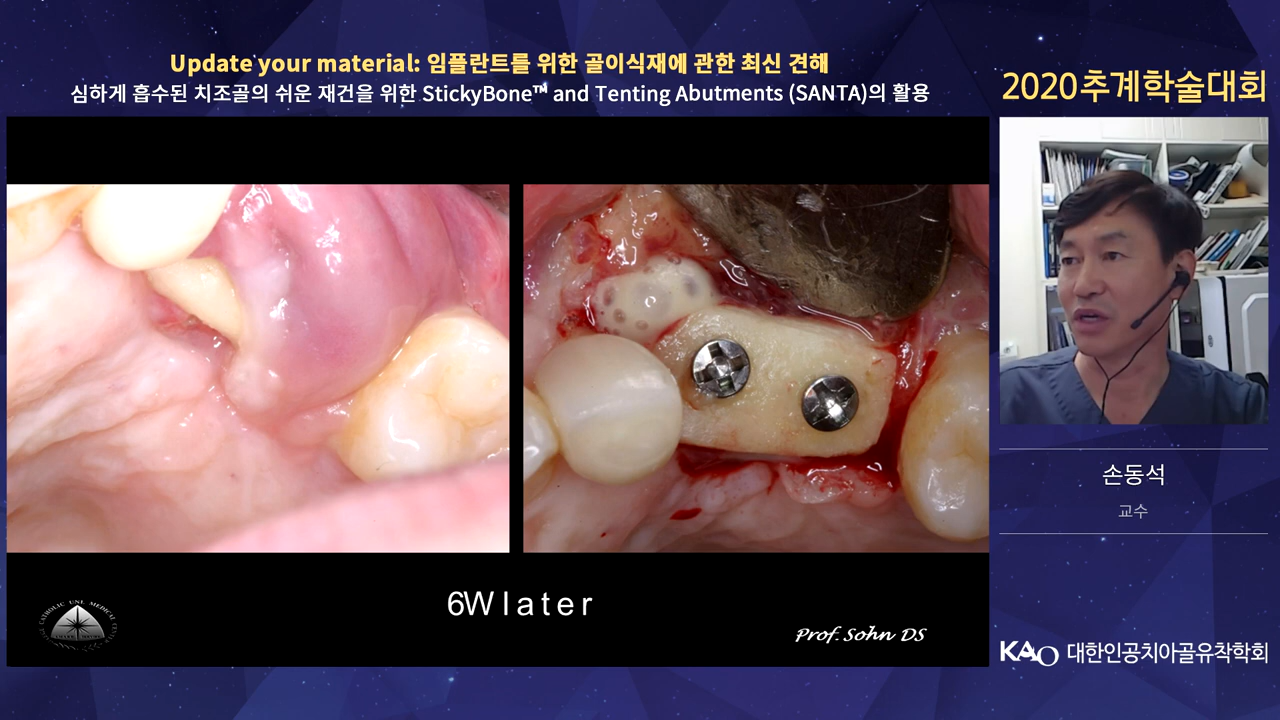 Update your material: 임플란트를 위한 골이식재에 관한 최신 견해
심하게 흡수된 치조골의 쉬운 재건을 위한 StickyBone™ and Tenting Abutments (SANTA)의 활용
2020추계학술대회
6W later
Prof. Sohn DS
손동석
교수
KAO 대한인공치아골유착학회